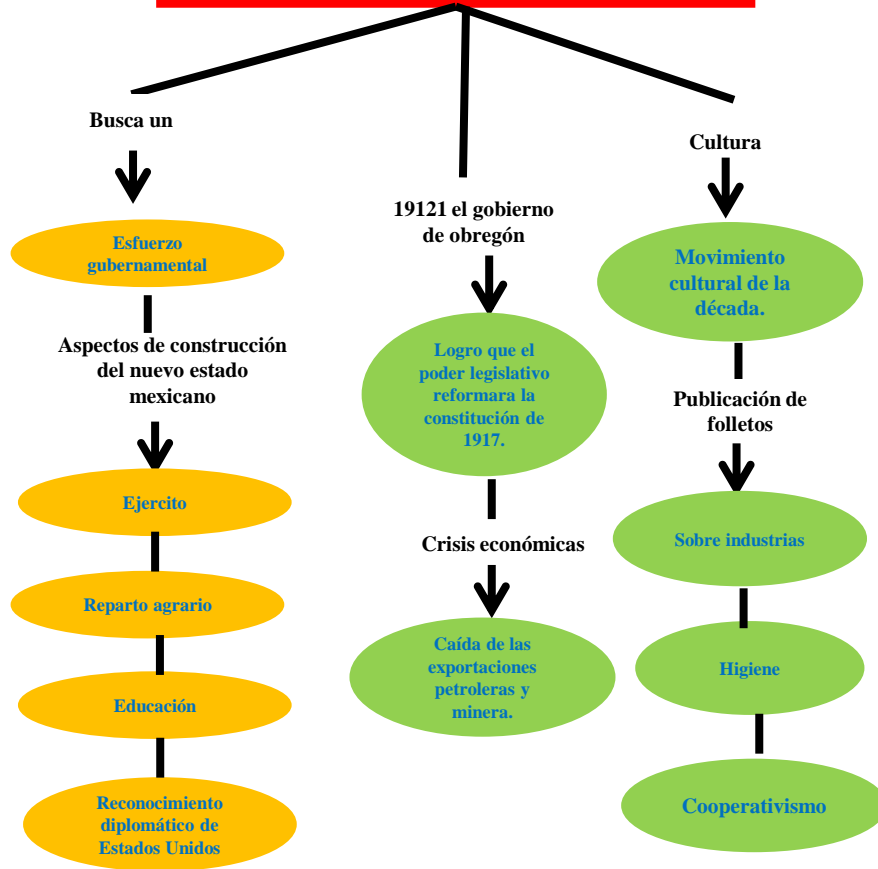 Busca un
Esfuerzo
gubernamental
Aspectos de construcción
del nuevo estado
mexicano
Ejercito
Reparto agrario
Educación
Reconocimiento
diplomático de
Estados Unidos
19121 el gobierno
de obregón
Logro que el
poder legislativo
reformara la
constitución de
1917.
Crisis económicas
Caída de las
exportaciones
petroleras y
minera.
Cultura
Movimiento
cultural de la
década.
Publicación de
folletos
Sobre industrias
Higiene
Cooperativismo